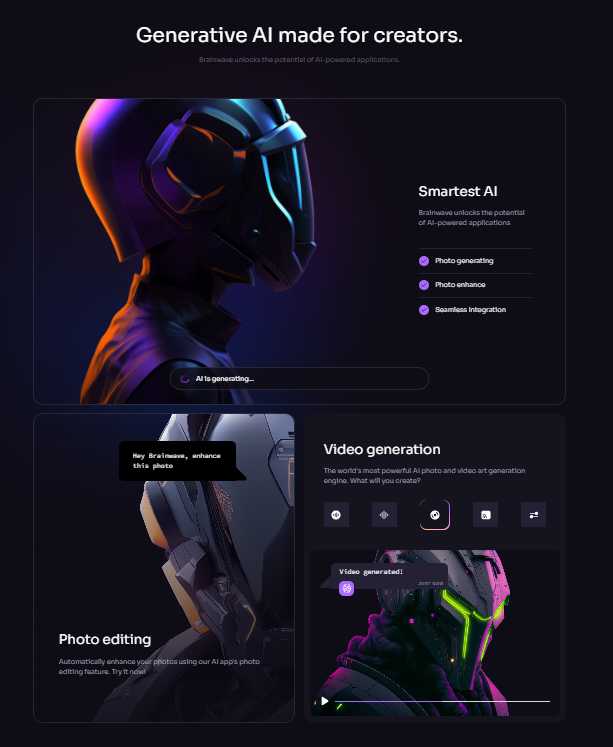 Generative AI made for creators.
Brainwave unlocks the potential of AI-powered applications.
Smartest AI
Brainwave unlocks the potential
of AI-powered applications
Photo generating
Photo enhance
Seamless Integration
AI is generating...
Hey Brainwave, enhance
this photo
Photo editing
Automatically enhance your photos using our AI app's photo
editing feature. Try it now!
Video generation
The world's most powerful AI photo and video art generation
engine. What will you create?
Video generated!
JUST NOW